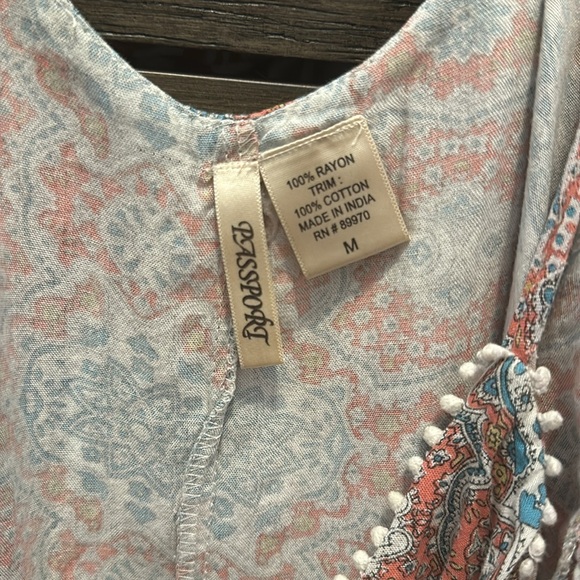 PASSPORT
100% RAYON
TRIM :
100% COTTON
MADE IN INDIA
RN # 89970
M